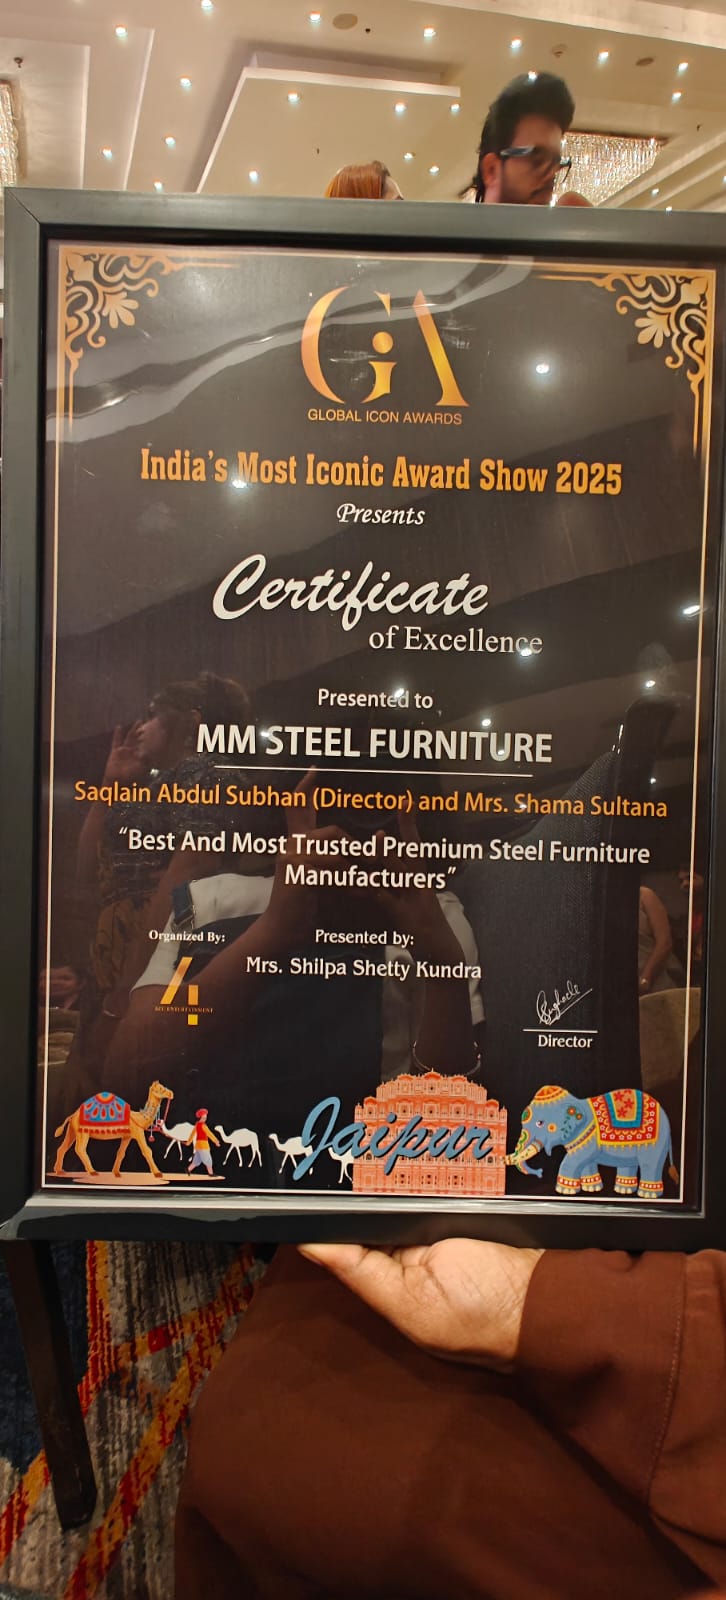 GiA
GLOBAL ICON AWARDS
India's Most Iconic Award Show 2025
Presents
Certificate
of Excellence
Presented to
MM STEEL FURNITURE
Saqlain Abdul Subhan (Director) and Mrs. Shama Sultana
"Best And Most Trusted Premium Steel Furniture
Manufacturers"
Organized By:
Presented by:
Mrs. Shilpa Shetty Kundra
ENTERTAINMENT
Director
Jaipur